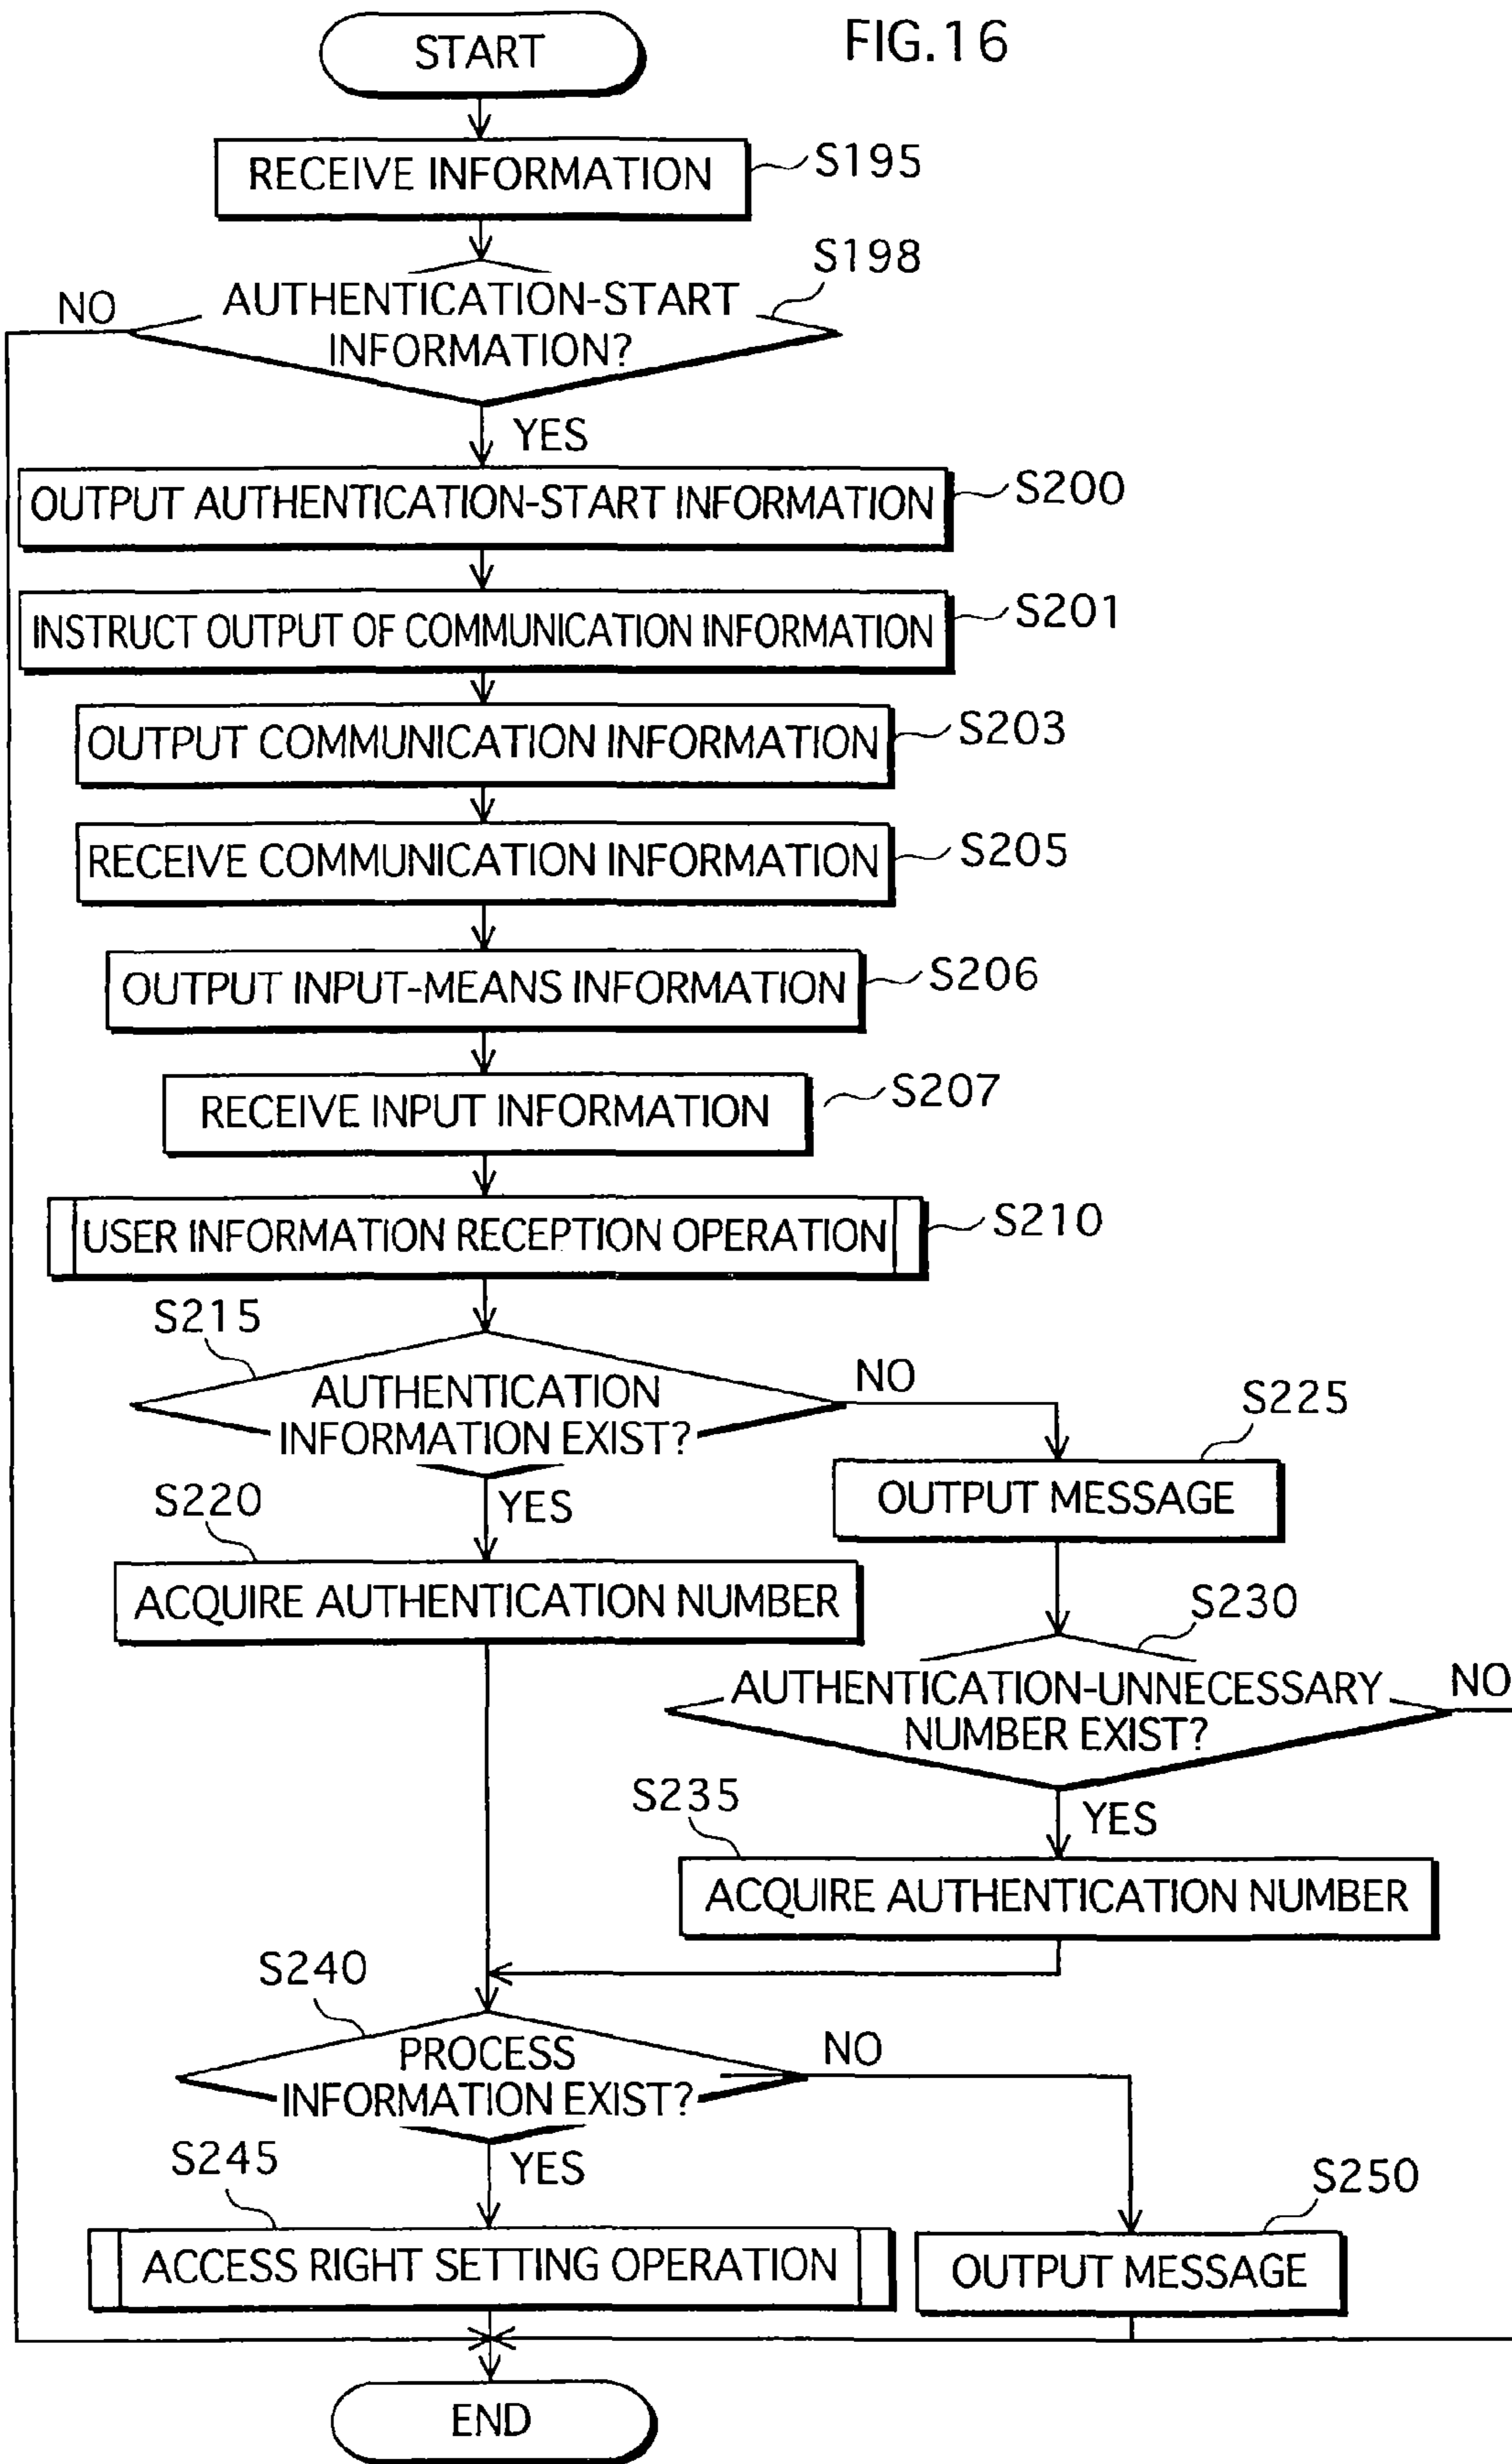 FIG.16
START
RECEIVE INFORMATION
S195
S198
NO
AUTHENTICATION-START
INFORMATION?
YES
OUTPUT AUTHENTICATION-START INFORMATION
S200
INSTRUCT OUTPUT OF COMMUNICATION INFORMATION
S201
OUTPUT COMMUNICATION INFORMATION
S203
RECEIVE COMMUNICATION INFORMATION
S205
OUTPUT INPUT-MEANS INFORMATION
S206
RECEIVE INPUT INFORMATION
S207
USER INFORMATION RECEPTION OPERATION
S210
S215
AUTHENTICATION
INFORMATION EXIST?
NO
S225
YES
OUTPUT MESSAGE
S220
ACQUIRE AUTHENTICATION NUMBER
S230
AUTHENTICATION-UNNECESSARY
NUMBER EXIST?
NO
S235
YES
ACQUIRE AUTHENTICATION NUMBER
S240
PROCESS
INFORMATION EXIST?
NO
S245
YES
S250
ACCESS RIGHT SETTING OPERATION
OUTPUT MESSAGE
END